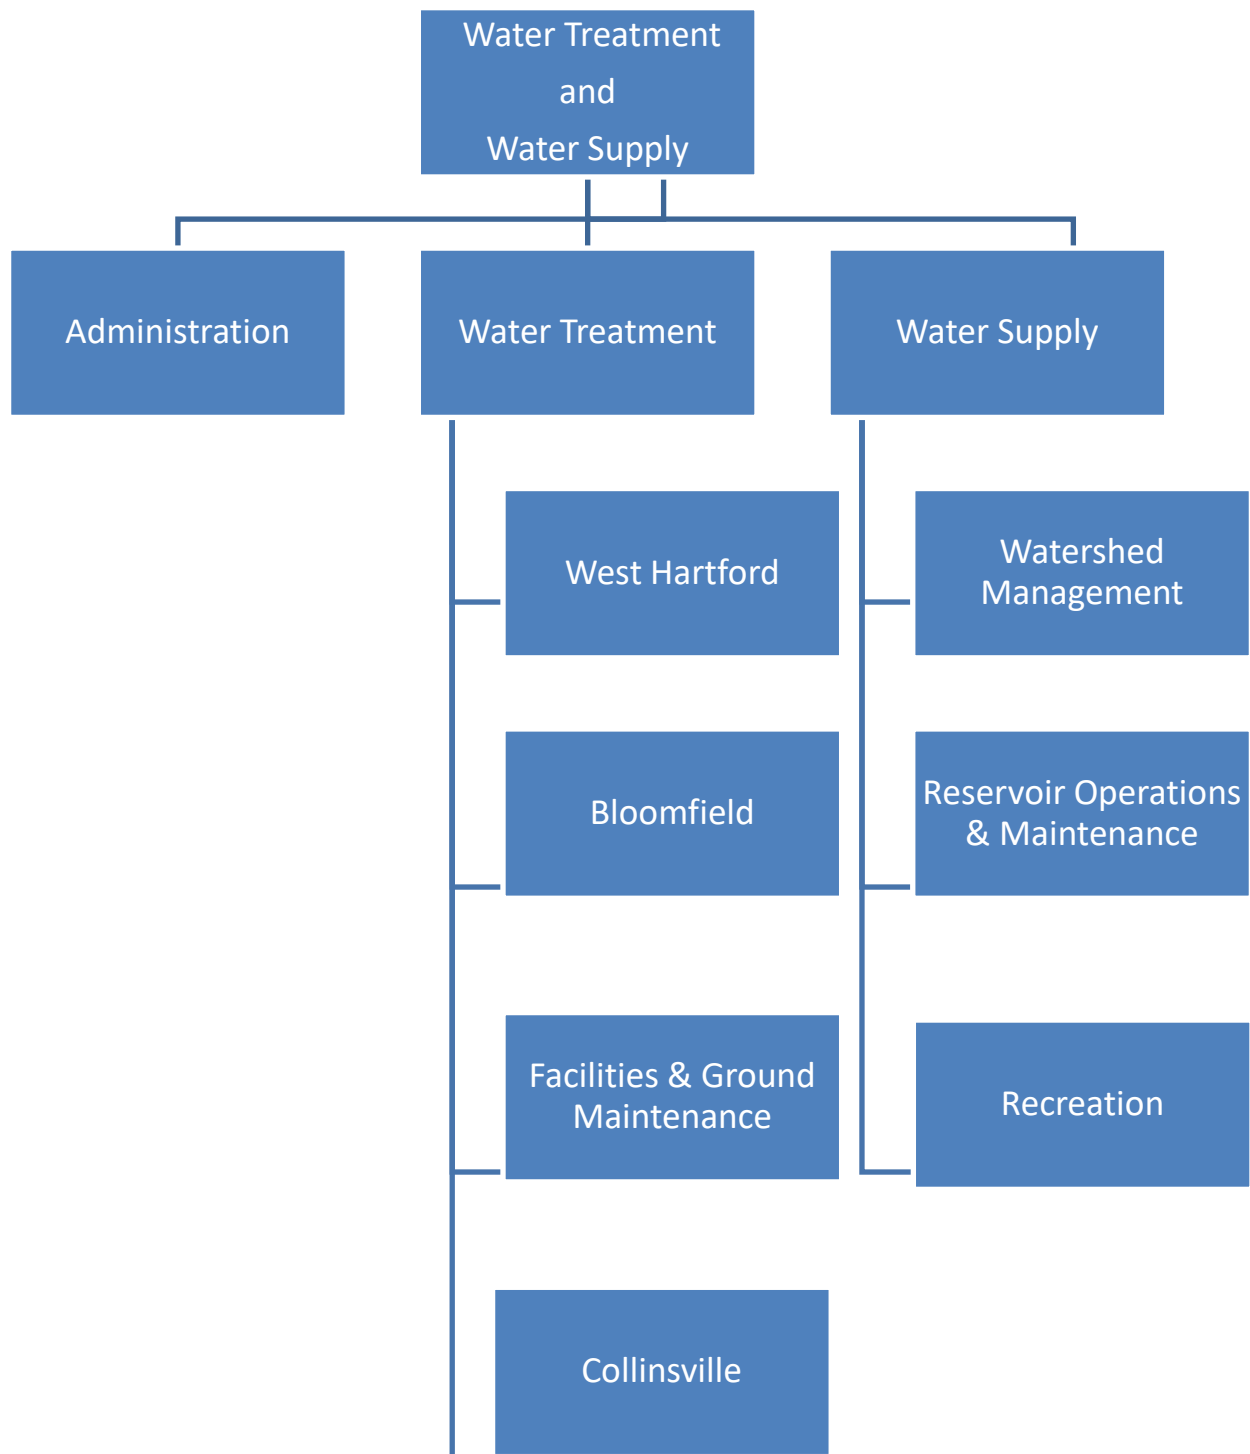 Water Treatment
and
Water Supply
Administration
Water Treatment
Water Supply
West Hartford
Watershed
Management
Bloomfield
Reservoir Operations
& Maintenance
Facilities & Ground
Maintenance
Recreation
Collinsville